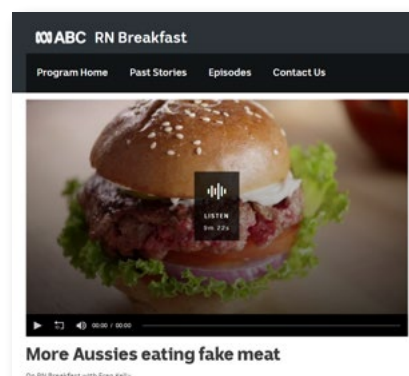 ABC RN Breakfast
Program Home Past Stories Episodes Contact Us
LISTEN
9m 22s
00:00 / 00:00
More Aussies eating fake meat
On RN Breakfast with Fran Kelly